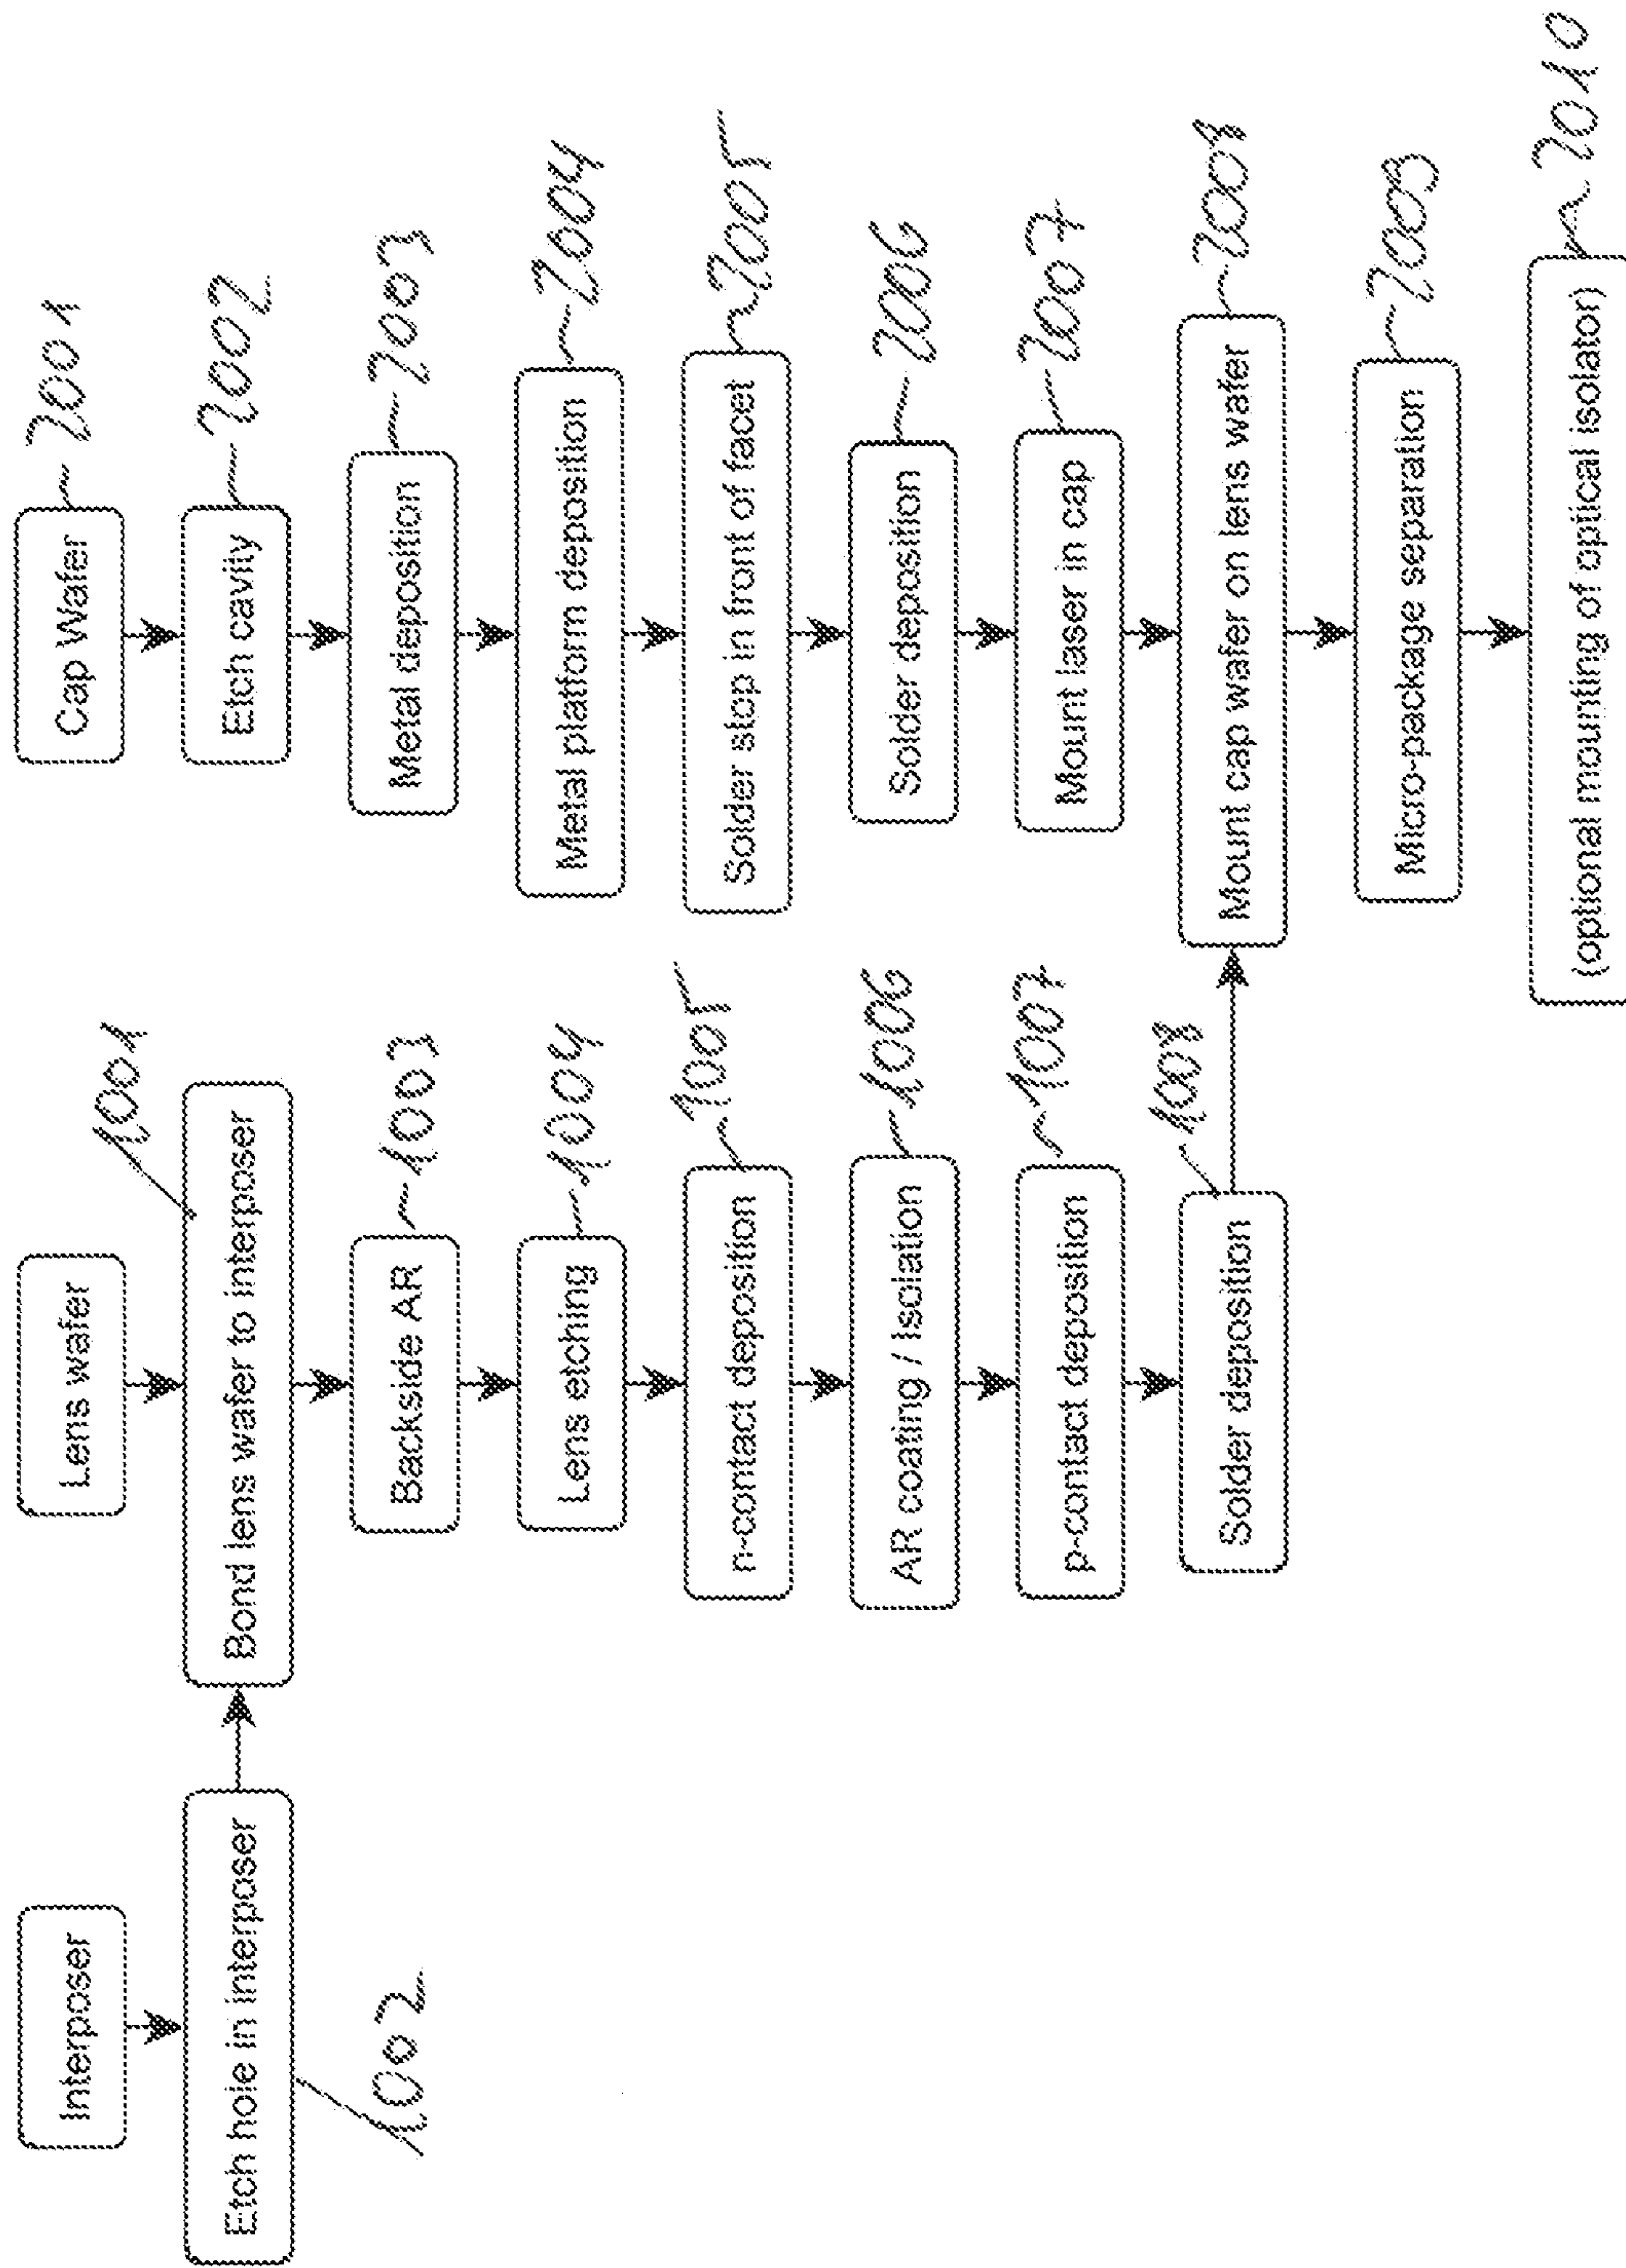 Interposer
Etch hole in interposer
1002
Lens wafer
Bond lens wafer to interposer
1001
Backside AR
1003
Lens etching
1004
n-contact deposition
1005
AR coating / Isolation
1006
p-contact deposition
1007
Solder deposition
1008
Cap Wafer
2001
Etch cavity
2002
Metal deposition
2003
Metal platform deposition
2004
Solder stop in front of facet
2005
Solder deposition
2006
Mount laser in cap
2007
Mount cap wafer on lens wafer
2008
Micro-package separation
2009
(optional mounting of optical isolator)
2010